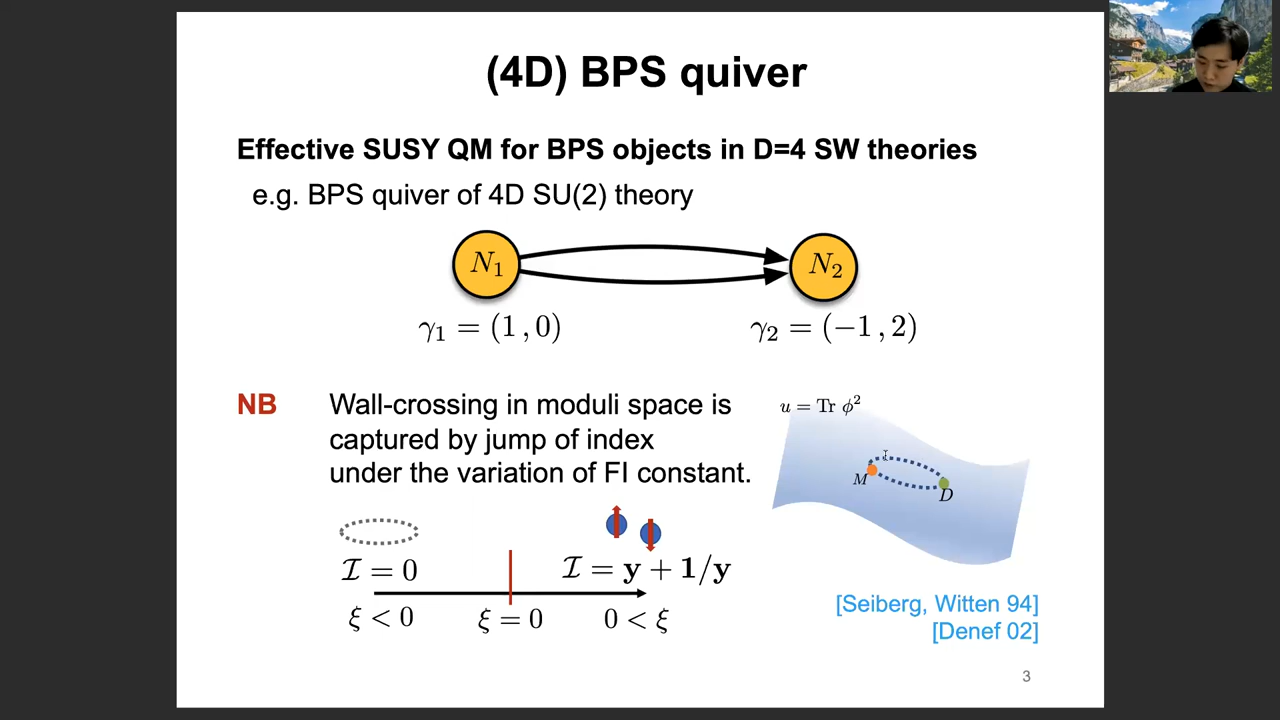 (4D) BPS quiver
Effective SUSY QM for BPS objects in D=4 SW theories
e.g. BPS quiver of 4D SU(2) theory
N₁
N₂
γ₁ = (1 , 0)
γ₂ = (−1 , 2)
NB
Wall-crossing in moduli space is
captured by jump of index
under the variation of FI constant.
u = Tr ϕ²
M
D
ℐ = 0
ℐ = y + 1/y
ξ < 0
ξ = 0
0 < ξ
[Seiberg, Witten 94]
[Denef 02]
3